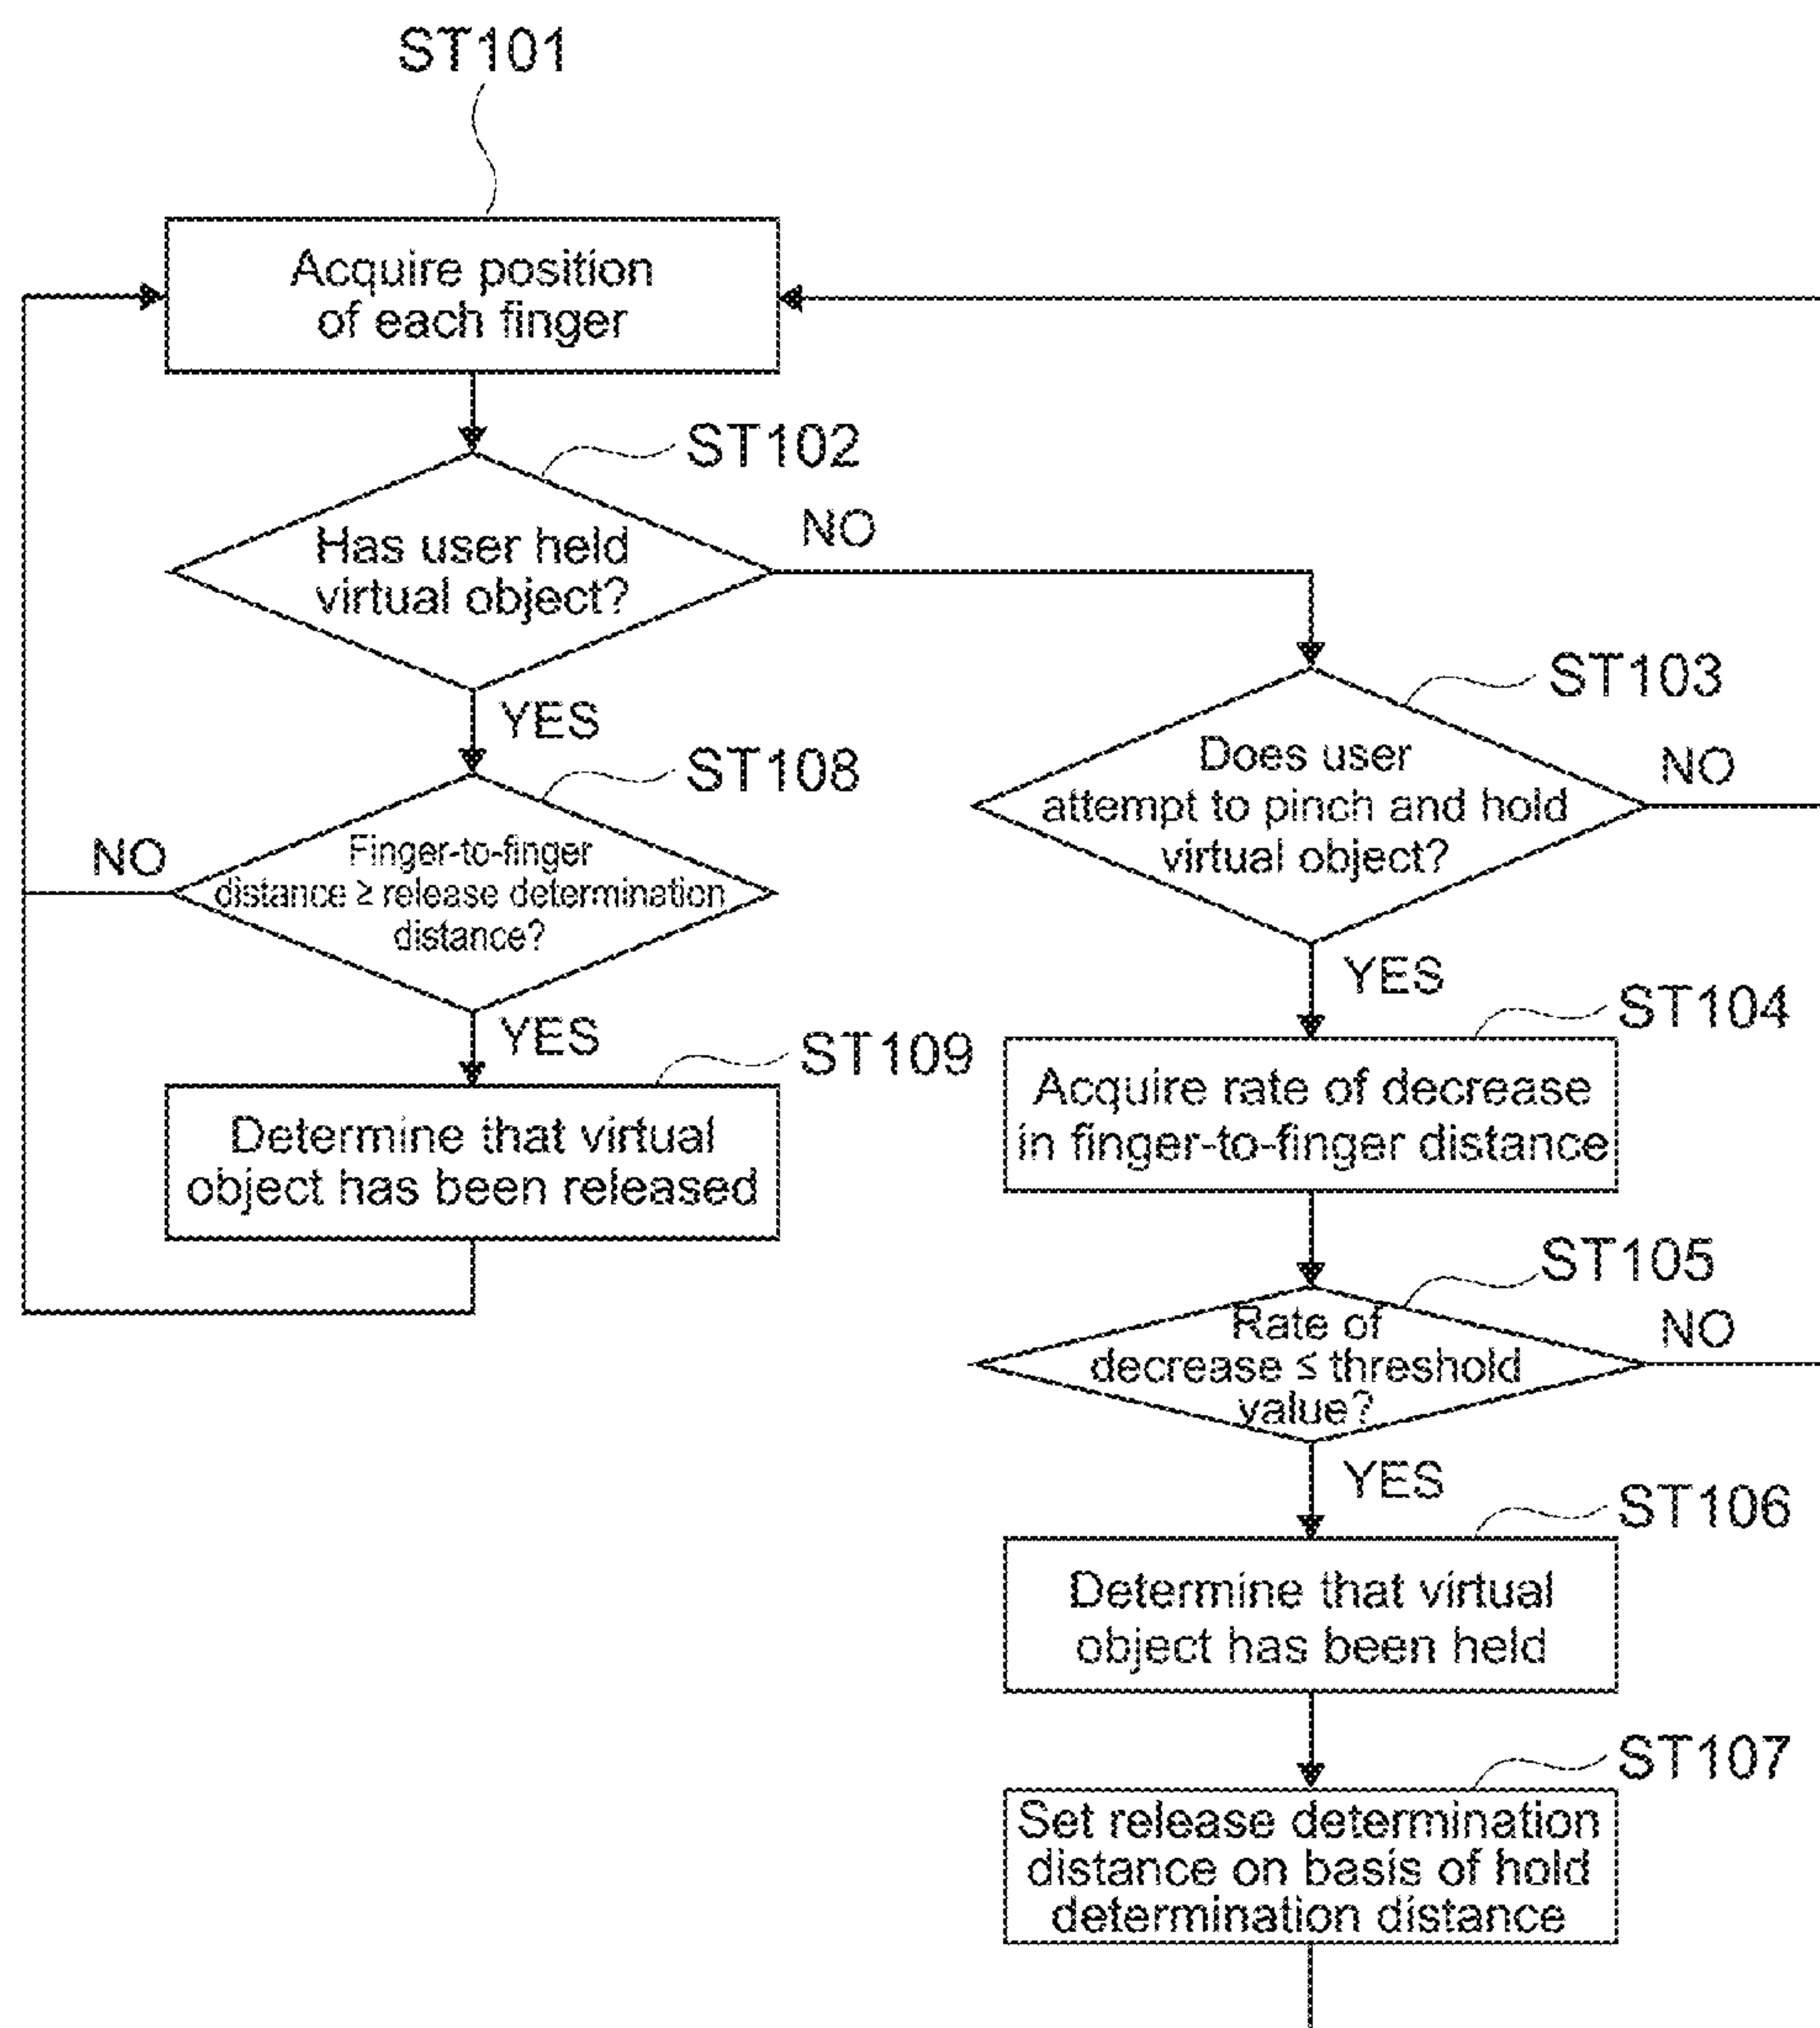 ST101
Acquire position
of each finger
ST102
Has user held
virtual object?
NO
YES
ST103
Does user
attempt to pinch and hold
virtual object?
NO
YES
ST108
Finger-to-finger
distance ≥ release determination
distance?
NO
YES
ST109
Determine that virtual
object has been released
ST104
Acquire rate of decrease
in finger-to-finger distance
ST105
Rate of
decrease ≤ threshold
value?
NO
YES
ST106
Determine that virtual
object has been held
ST107
Set release determination
distance on basis of hold
determination distance